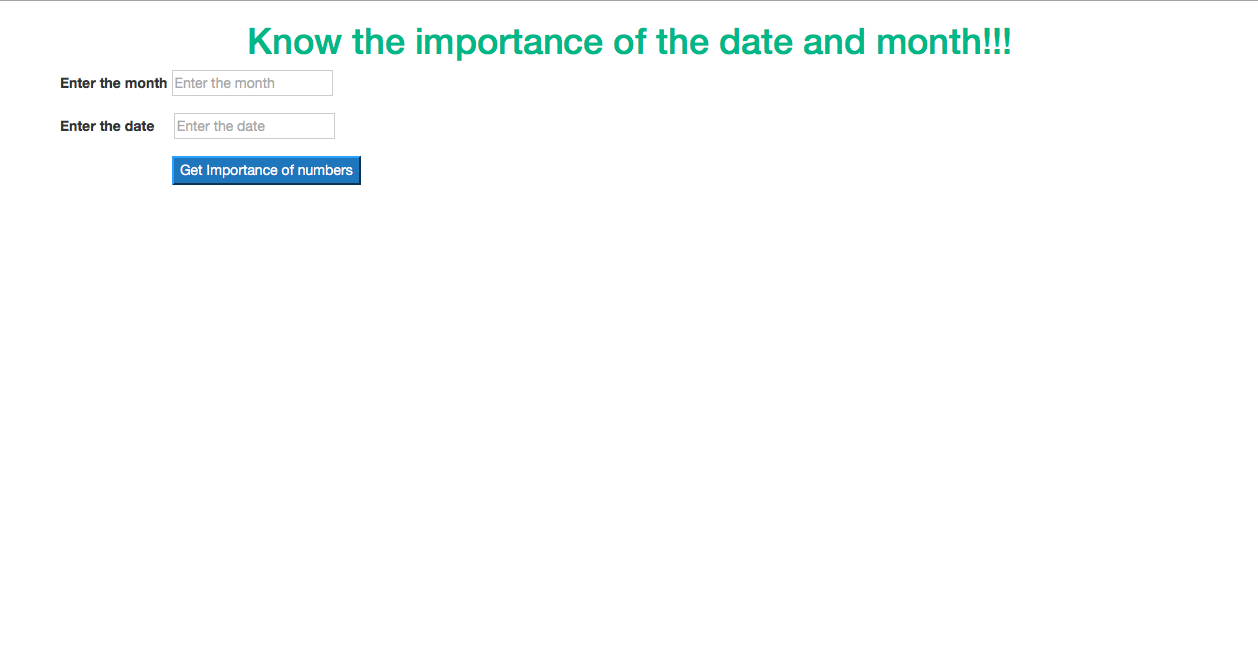 Know the importance of the date and month!!!
Enter the month Enter the month
Enter the date Enter the date
Get Importance of numbers